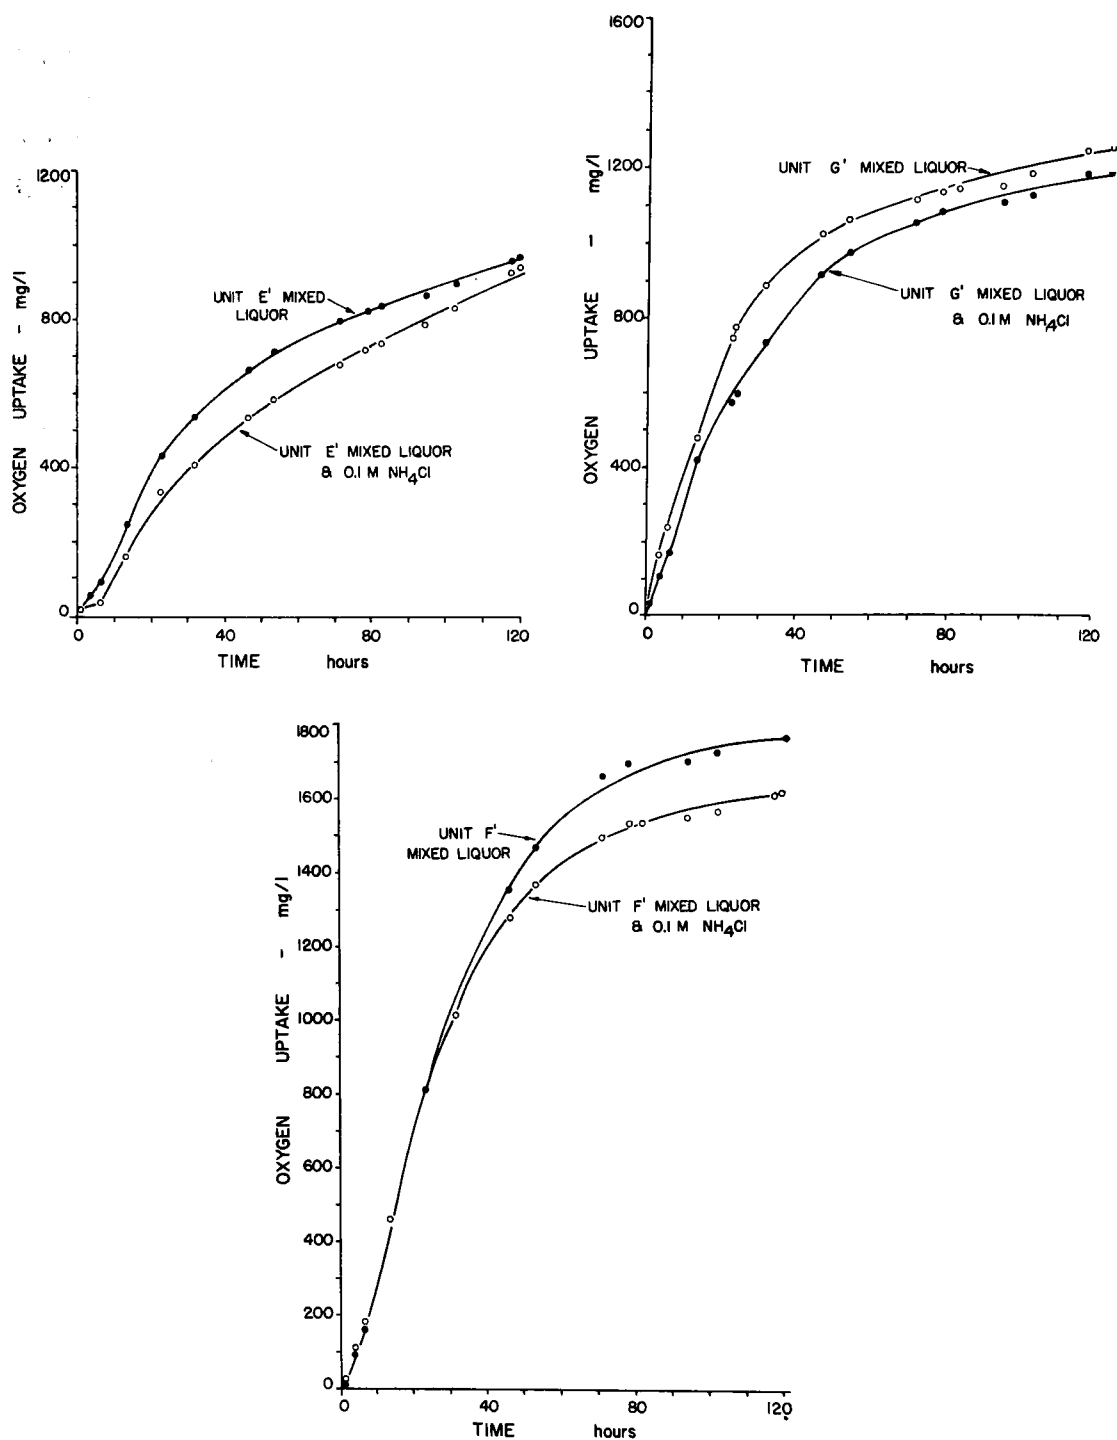 1200
800
400
0
OXYGEN UPTAKE - mg/l
UNIT E' MIXED
LIQUOR
UNIT E' MIXED LIQUOR
& 0.1 M NH4Cl
0 40 80 120
TIME hours
1600
1200
800
400
0
OXYGEN UPTAKE - mg/l
UNIT G' MIXED LIQUOR
UNIT G' MIXED LIQUOR
& 0.1 M NH4Cl
0 40 80 120
TIME hours
1800
1600
1400
1200
1000
800
600
400
200
0
OXYGEN UPTAKE - mg/l
UNIT F'
MIXED LIQUOR
UNIT F' MIXED LIQUOR
& 0.1 M NH4Cl
0 40 80 120
TIME hours